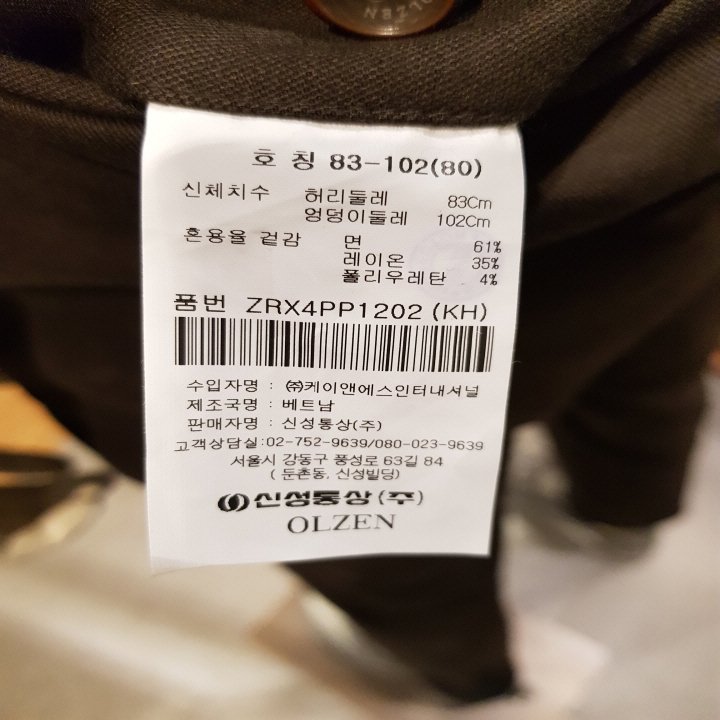 호 칭 83-102(80)
신체치수 허리둘레 83Cm
엉덩이둘레 102Cm
혼용율 겉감 면 61%
레이온 35%
폴리우레탄 4%
품번 ZRX4PP1202 (KH)
수입자명 : ㈜케이앤에스인터내셔널
제조국명 : 베트남
판매자명 : 신성통상(주)
고객상담실:02-752-9639/080-023-9639
서울시 강동구 풍성로 63길 84
( 둔촌동, 신성빌딩)
신성통상(주)
OLZEN